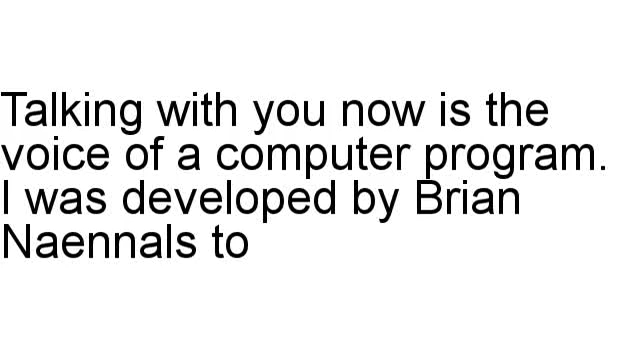 Talking with you now is the
voice of a computer program.
I was developed by Brian
Naennals to